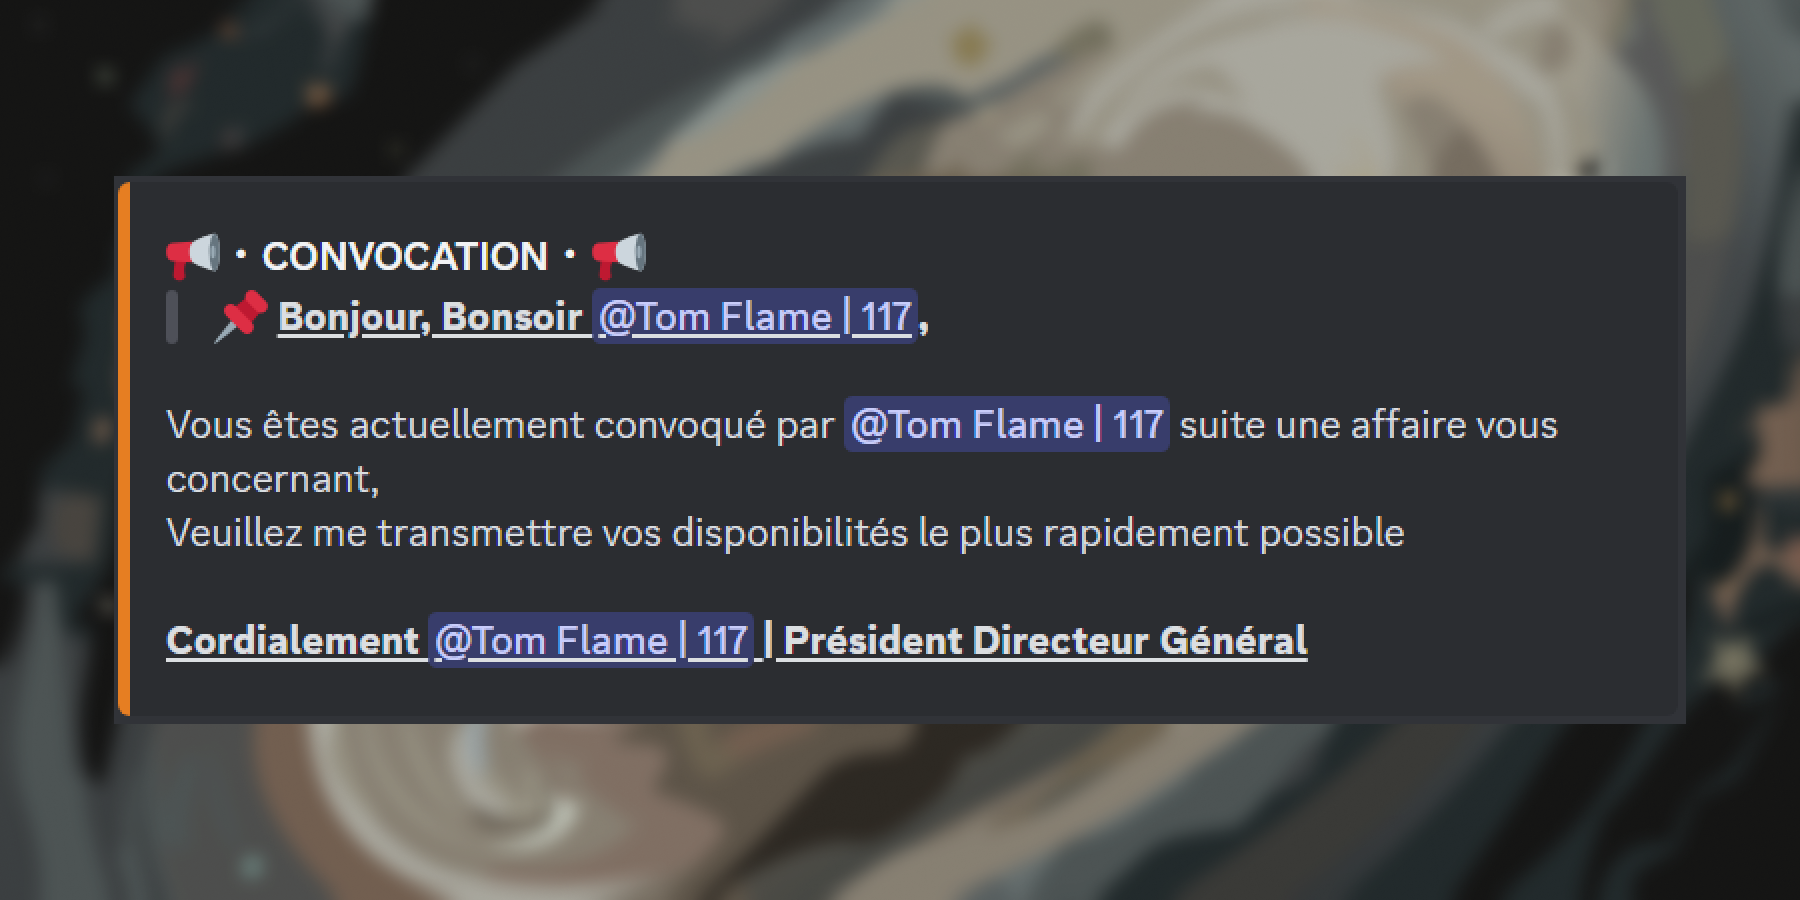 📢 • CONVOCATION • 📢
📌 Bonjour, Bonsoir @Tom Flame | 117,
Vous êtes actuellement convoqué par @Tom Flame | 117 suite une affaire vous
concernant,
Veuillez me transmettre vos disponibilités le plus rapidement possible
Cordialement @Tom Flame | 117 | Président Directeur Général